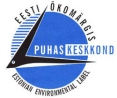 EESTI ÖKOMÄRGIS
PUHAS KESKKOND
ESTONIAN ENVIRONMENTAL LABEL